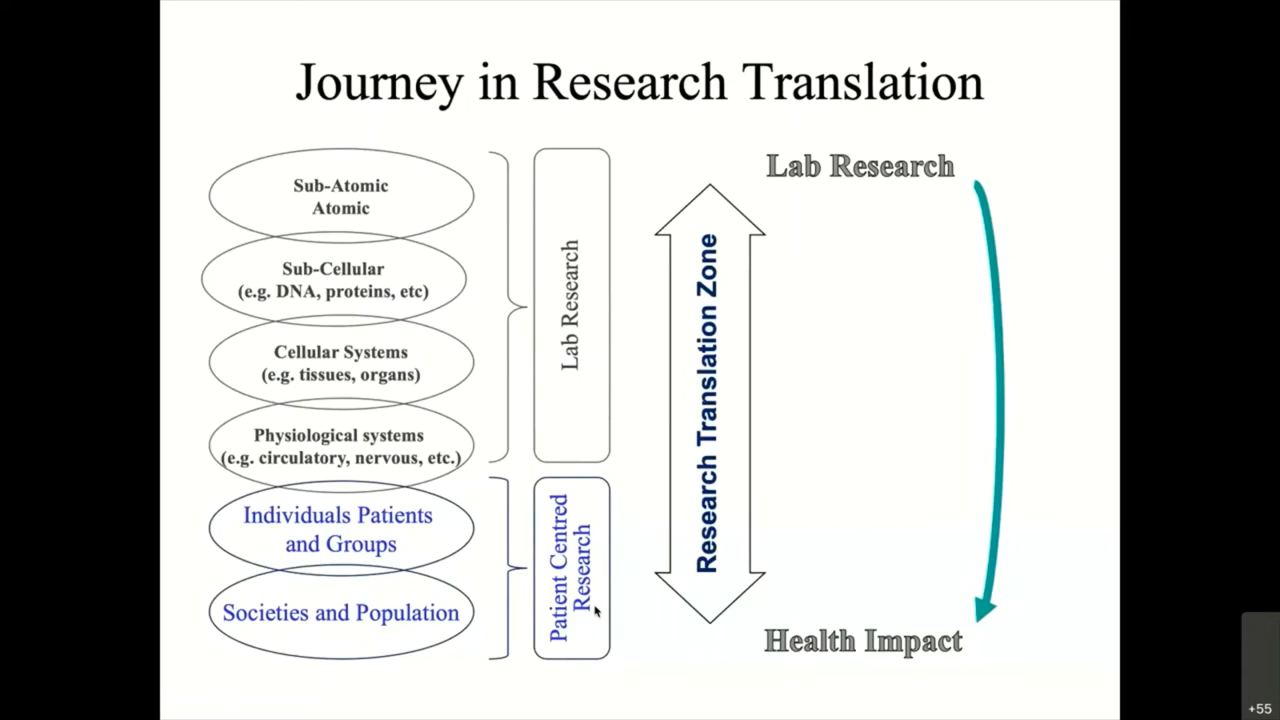 Journey in Research Translation
Sub-Atomic
Atomic
Sub-Cellular
(e.g. DNA, proteins, etc)
Cellular Systems
(e.g. tissues, organs)
Physiological systems
(e.g. circulatory, nervous, etc.)
Individuals Patients
and Groups
Societies and Population
Lab Research
Patient Centred
Research
Research Translation Zone
Lab Research
Health Impact
+55